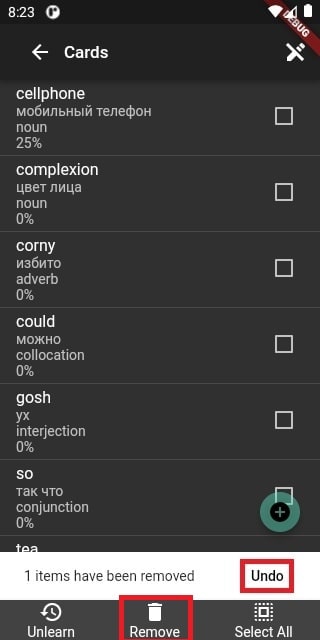 8:23
DEBUG
Cards
cellphone
мобильный телефон
noun
25%
complexion
цвет лица
noun
0%
corny
избито
adverb
0%
could
можно
collocation
0%
gosh
ух
interjection
0%
so
так что
conjunction
0%
tea
1 items have been removed Undo
Unlearn Remove Select All